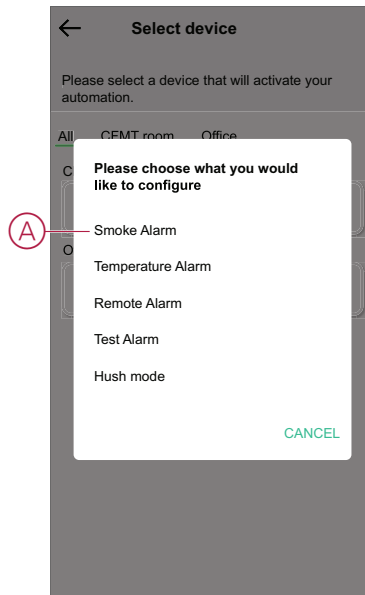 Select device
Please select a device that will activate your
automation.
All CFMT room Office
C
Please choose what you would
like to configure
A
Smoke Alarm
O
Temperature Alarm
Remote Alarm
Test Alarm
Hush mode
CANCEL